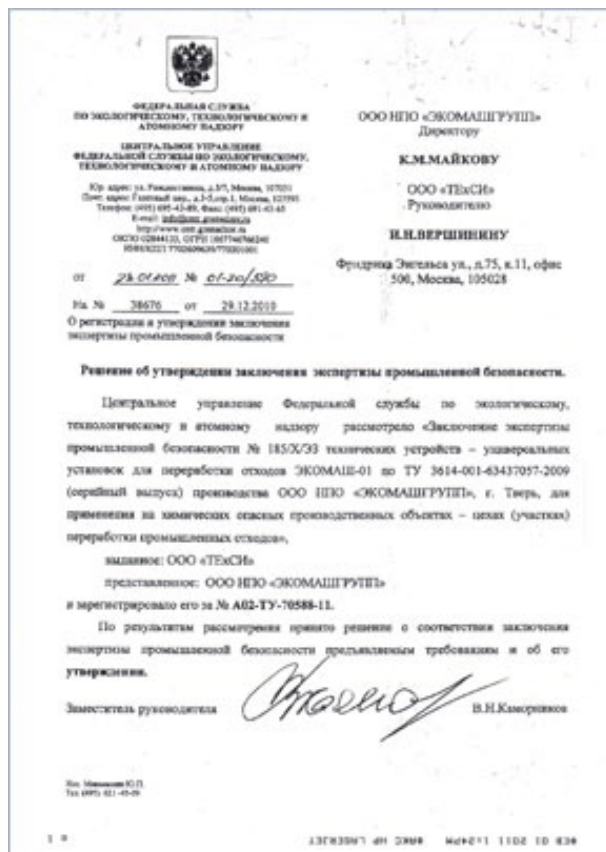 ФЕДЕРАЛЬНАЯ СЛУЖБА
ПО ЭКОЛОГИЧЕСКОМУ, ТЕХНОЛОГИЧЕСКОМУ И
АТОМНОМУ НАДЗОРУ
ЦЕНТРАЛЬНОЕ УПРАВЛЕНИЕ
ФЕДЕРАЛЬНОЙ СЛУЖБЫ ПО ЭКОЛОГИЧЕСКОМУ,
ТЕХНОЛОГИЧЕСКОМУ И АТОМНОМУ НАДЗОРУ
от № 01-20/
На № 38676 от 29.12.2010
О регистрации и утверждении заключения
экспертизы промышленной безопасности
ООО НПО «ЭКОМАШГРУПП»
Директору
К.М.МАЙКОВУ
ООО «ТЕхСИ»
Руководителю
И.Н.ВЕРШИНИНУ
Фридриха Энгельса ул., д.75, к.11, офис
500, Москва, 105028
Решение об утверждении заключения экспертизы промышленной безопасности.
Центральное управление Федеральной службы по экологическому,
технологическому и атомному надзору рассмотрело «Заключение экспертизы
промышленной безопасности № 185/Х/ЭЗ технических устройств – универсальных
установок для переработки отходов ЭКОМАШ-01 по ТУ 3614-001-63437057-2009
(серийный выпуск) производства ООО НПО «ЭКОМАШГРУПП», г. Тверь, для
применения на химических опасных производственных объектах – цехах (участках)
переработки промышленных отходов»,
выданное: ООО «ТЕхСИ»
представленное: ООО НПО «ЭКОМАШГРУПП»
и зарегистрировало его за № А02-ТУ-70588-11.
По результатам рассмотрения принято решение о соответствии заключения
экспертизы промышленной безопасности предъявляемым требованиям и об его
утверждении.
Заместитель руководителя В.Н.Каморников